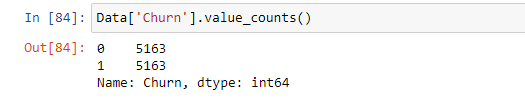 In [84]: Data['Churn'].value_counts()
Out[84]: 0    5163
1    5163
Name: Churn, dtype: int64